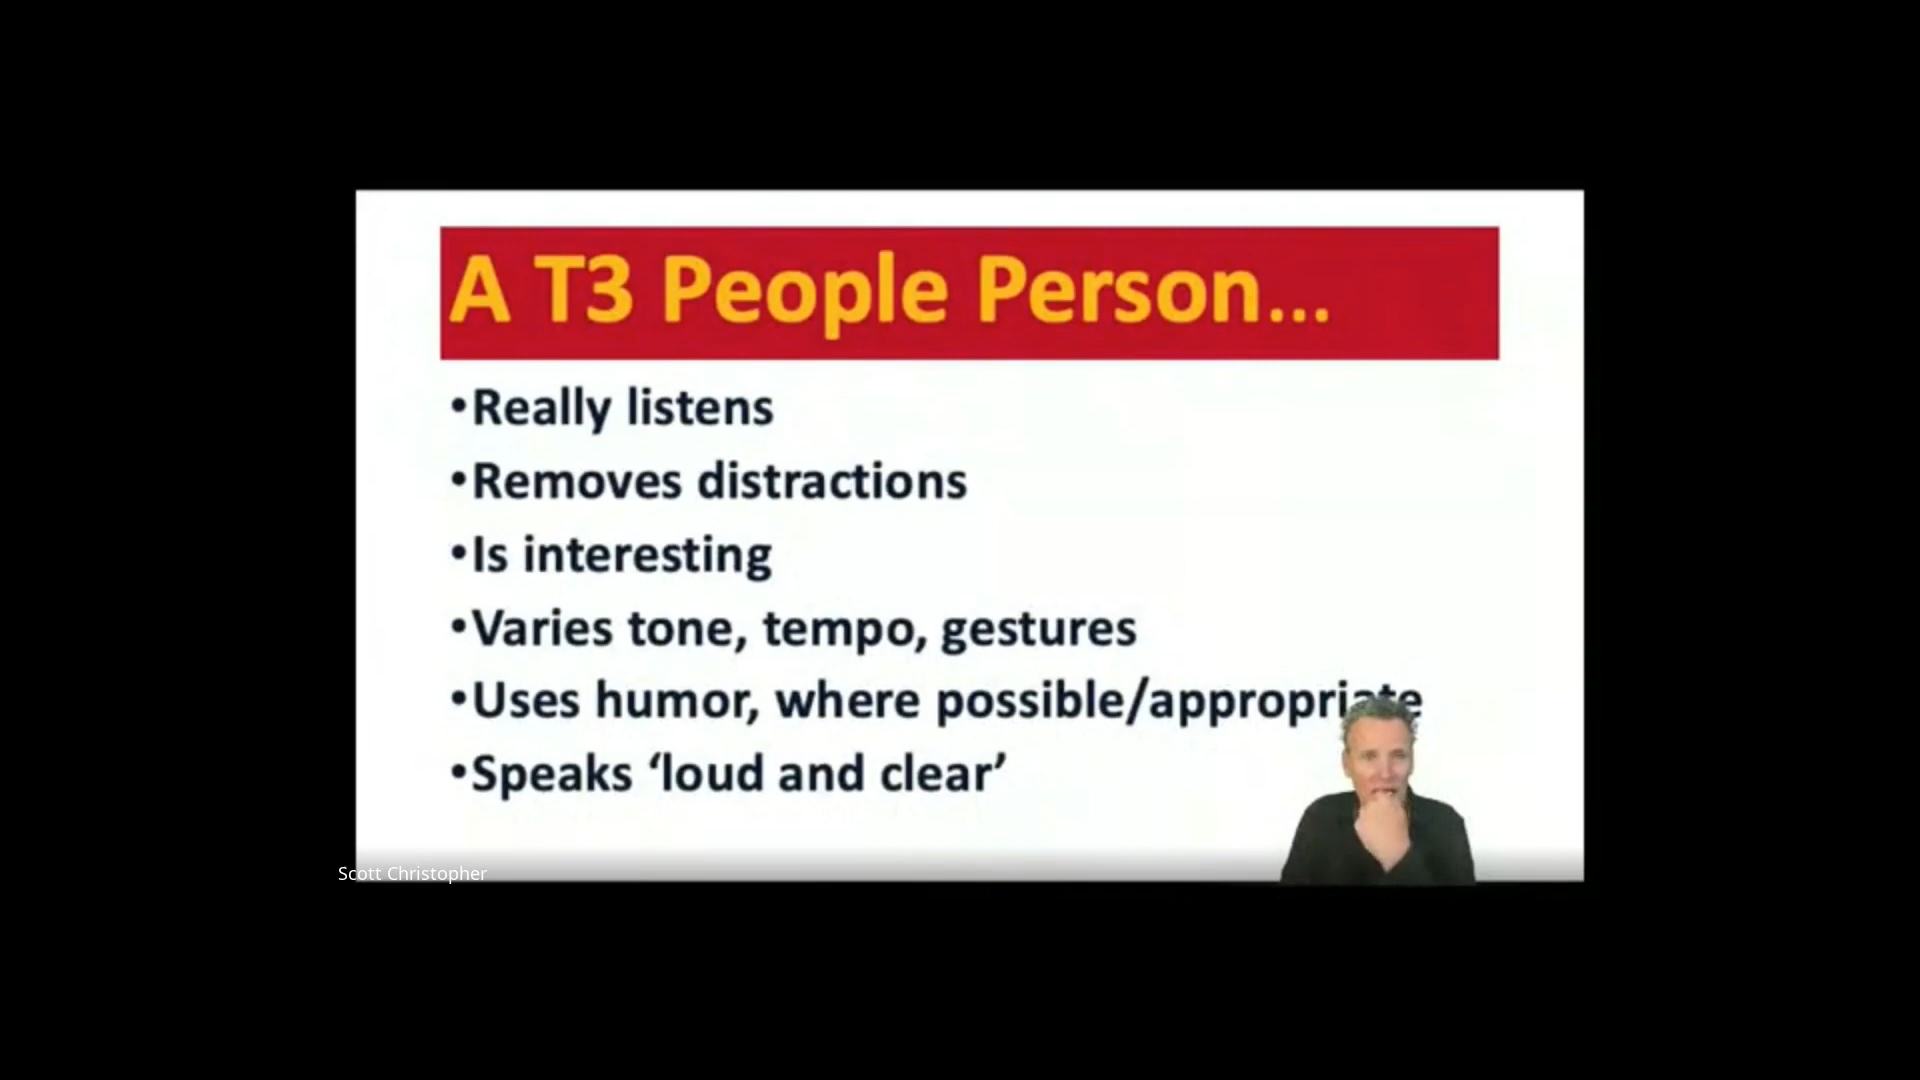 A T3 People Person...
•Really listens
•Removes distractions
•Is interesting
•Varies tone, tempo, gestures
•Uses humor, where possible/appropriate
•Speaks ‘loud and clear’
Scott Christopher